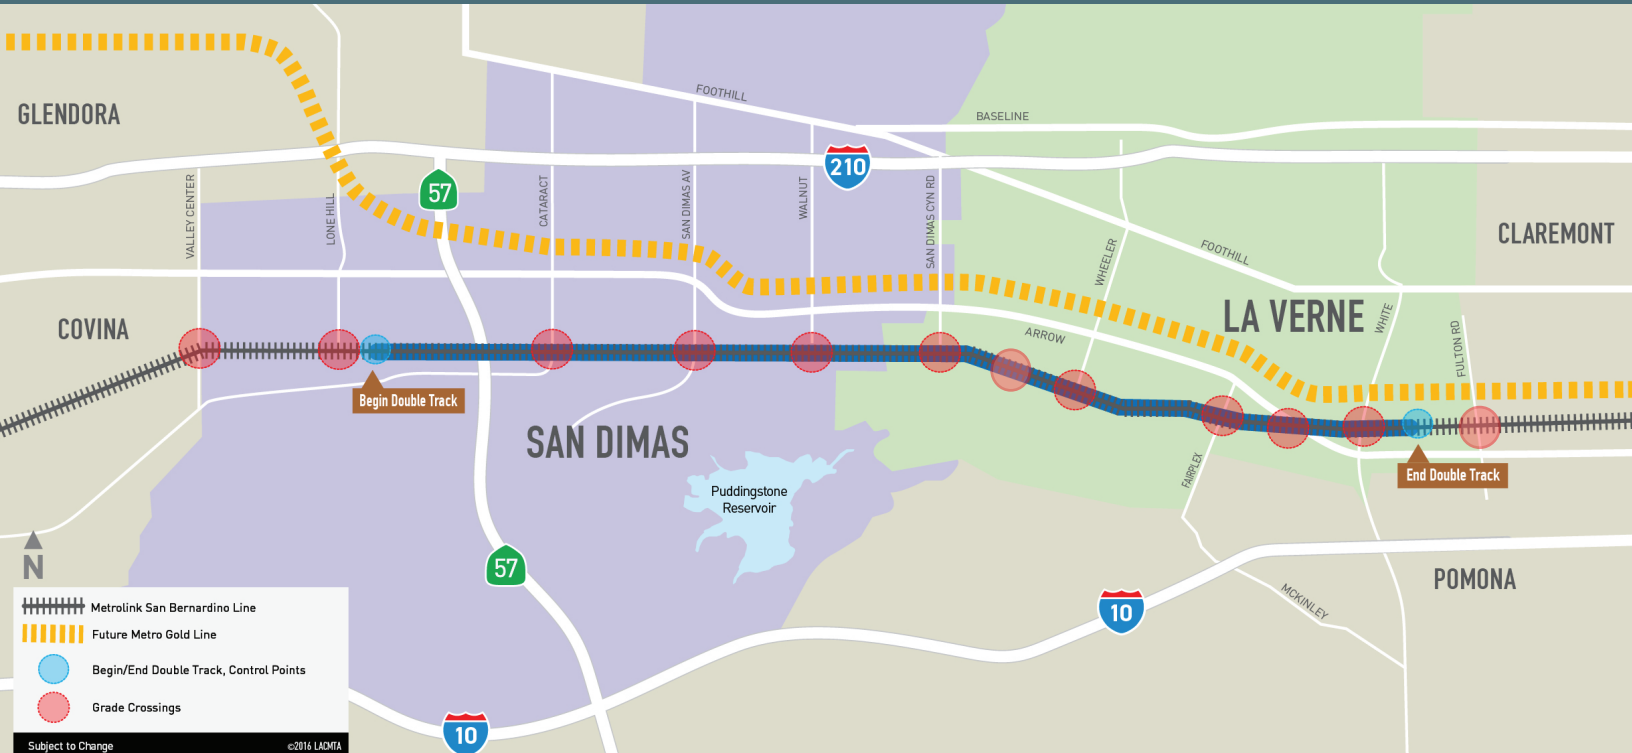 FOOTHILL
BASELINE
GLENDORA
210
57
VALLEY CENTER
LONE HILL
CATARACT
SAN DIMAS AV
WALNUT
SAN DIMAS CYN RD
WHEELER
FOOTHILL
CLAREMONT
COVINA
ARROW
LA VERNE
WHITE
FULTON RD
Begin Double Track
SAN DIMAS
FAIRPLEX
End Double Track
Puddingstone
Reservoir
N
57
10
MCKINLEY
POMONA
Metrolink San Bernardino Line
Future Metro Gold Line
Begin/End Double Track, Control Points
Grade Crossings
10
Subject to Change
©2016 LACMTA